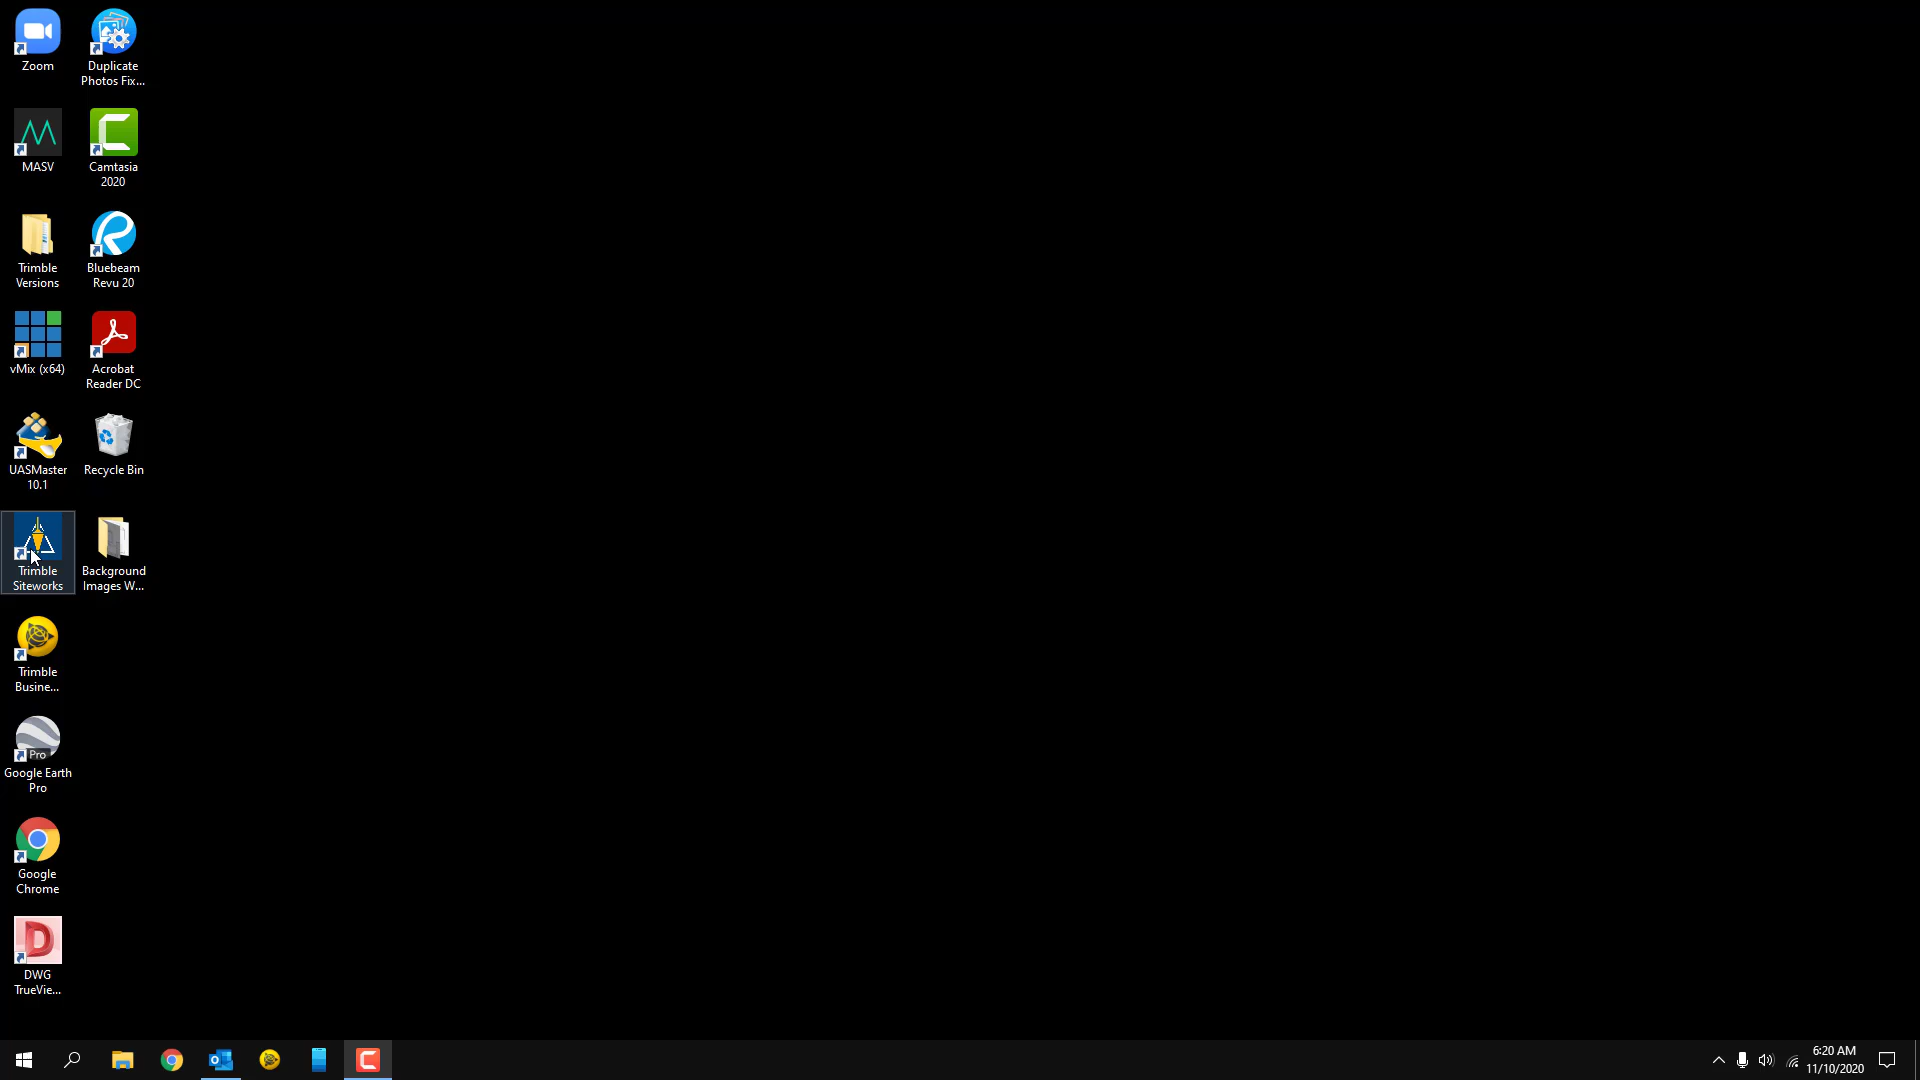 Zoom
Duplicate
Photos Fix...
MASV
Camtasia
2020
Trimble
Versions
Bluebeam
Revu 20
vMix (x64)
Acrobat
Reader DC
UASMaster
10.1
Recycle Bin
Trimble
Siteworks
Background
Images W...
Trimble
Busine...
Pro
Google Earth
Pro
Google
Chrome
DWG
TrueVie...
6:20 AM
11/10/2020